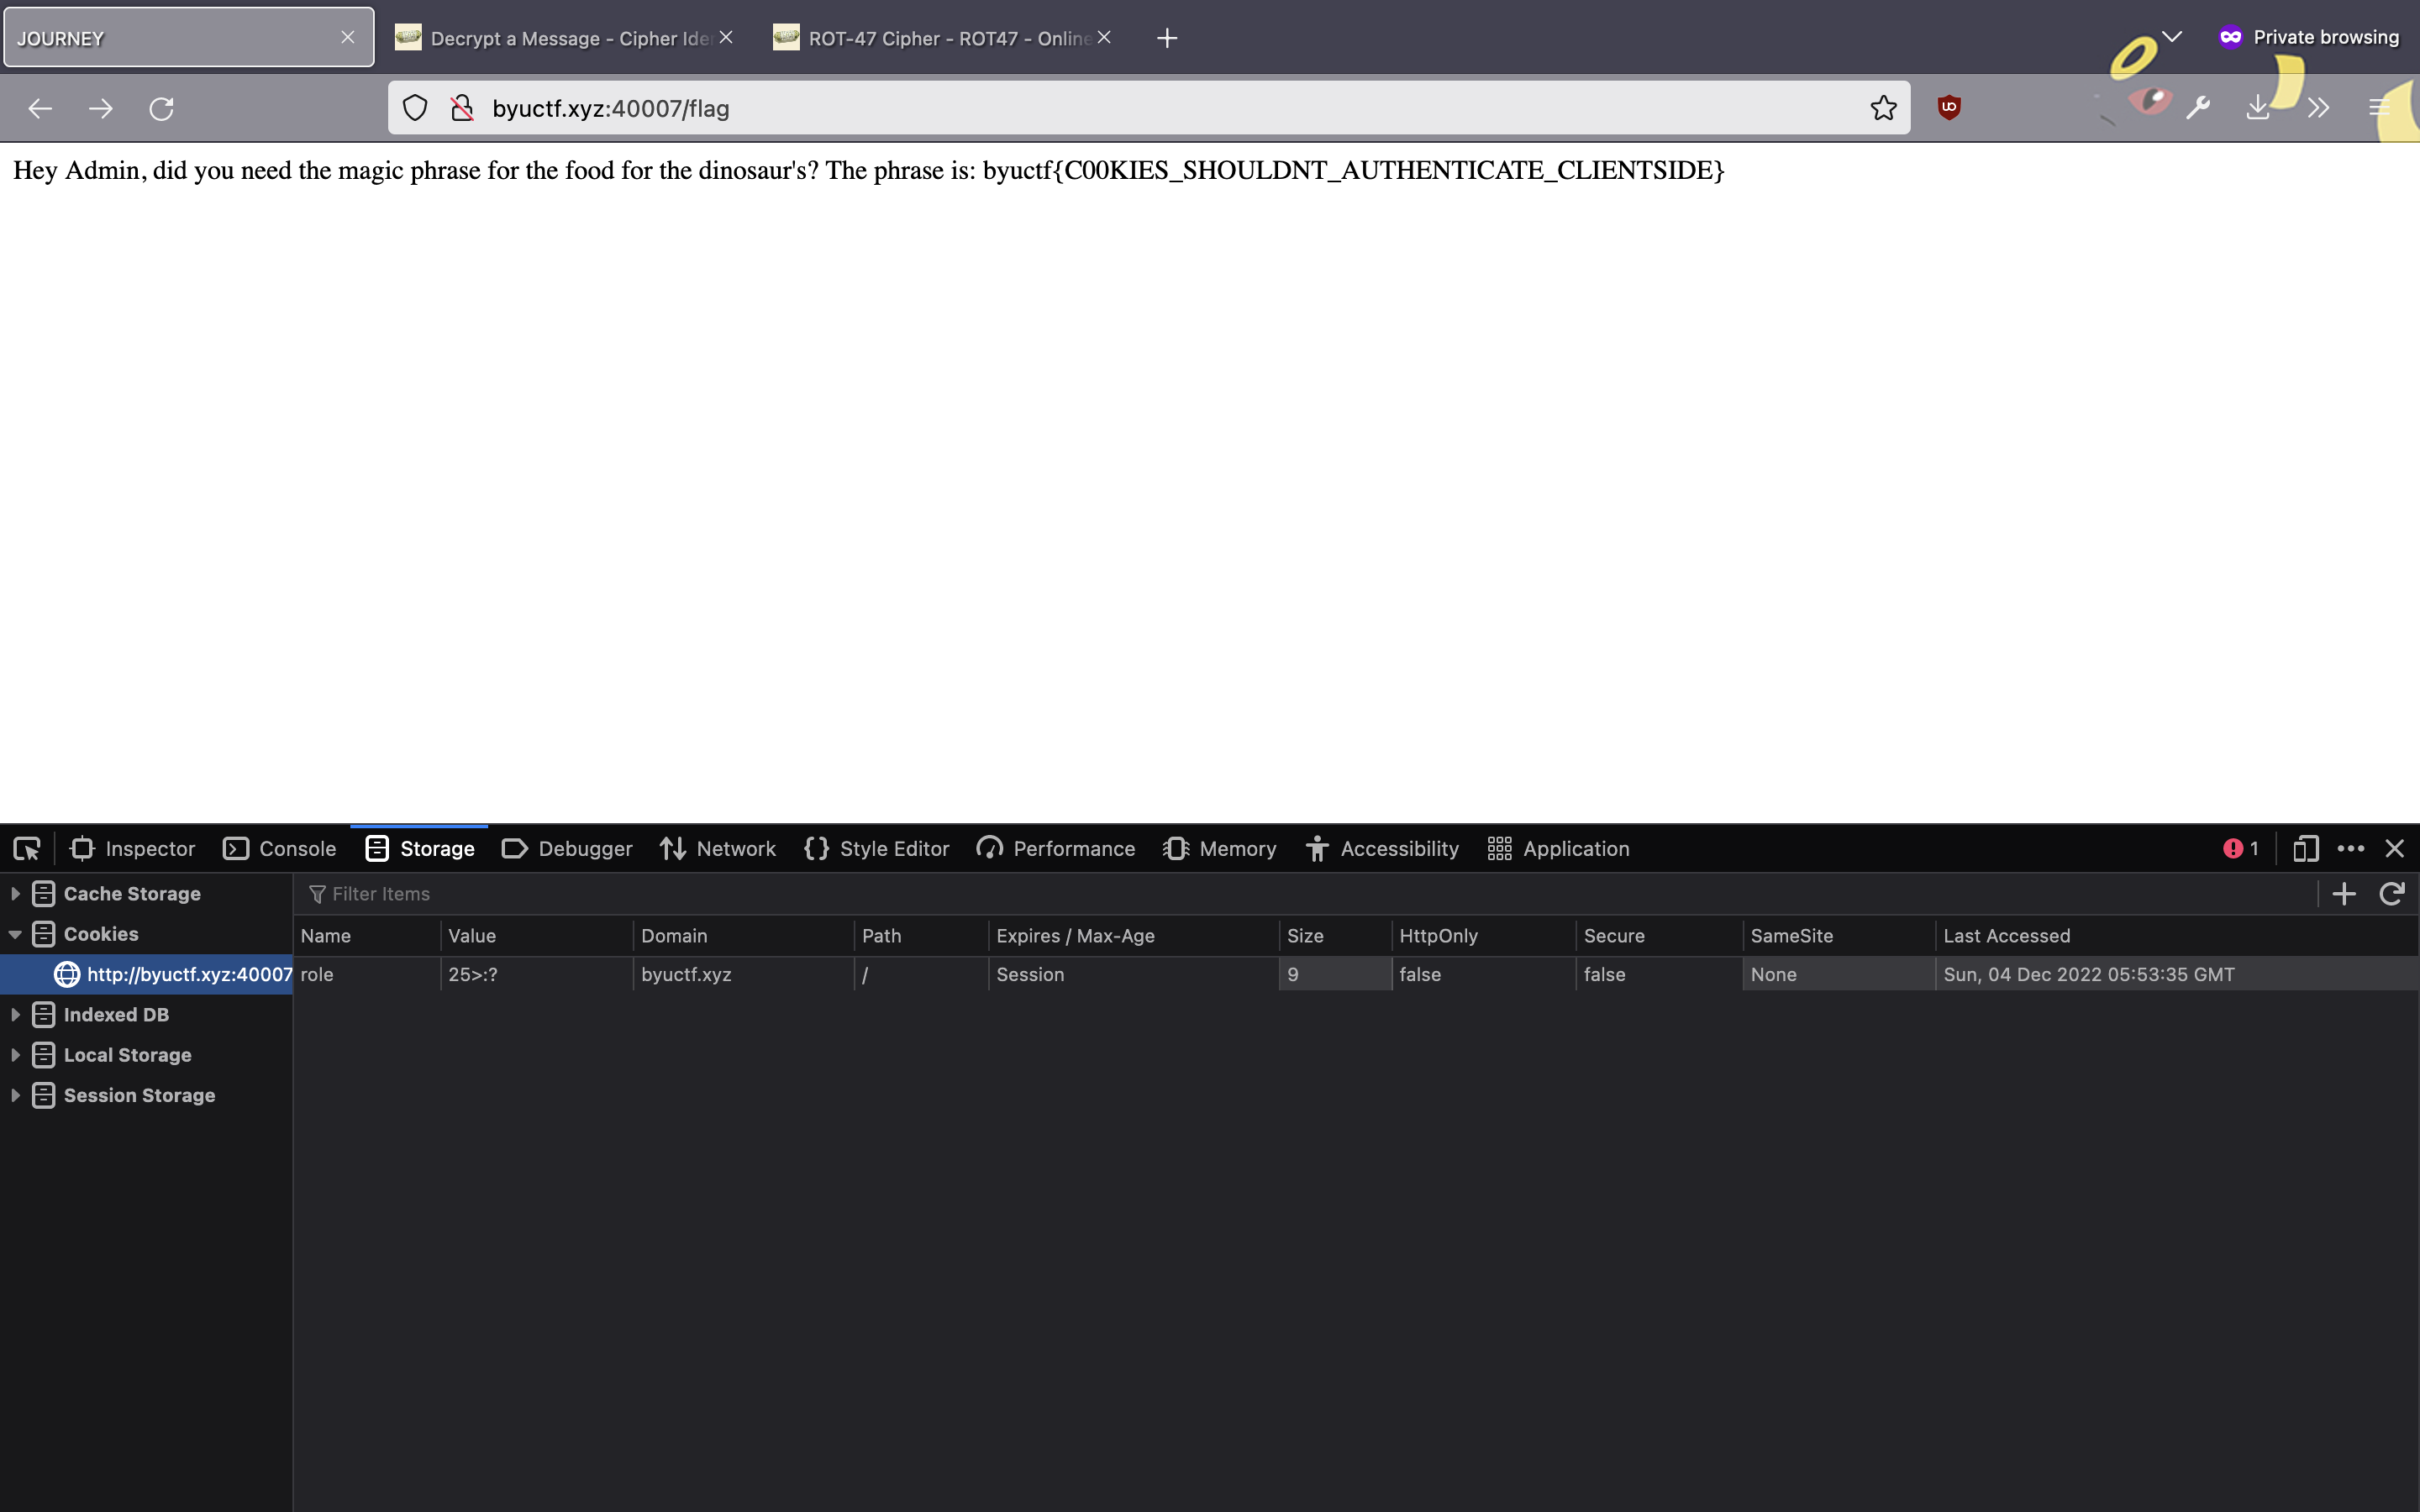 JOURNEY
Decrypt a Message - Cipher Ide
ROT-47 Cipher - ROT47 - Online
Private browsing
byuctf.xyz:40007/flag
Hey Admin, did you need the magic phrase for the food for the dinosaur's? The phrase is: byuctf{C00KIES_SHOULDNT_AUTHENTICATE_CLIENTSIDE}
Inspector Console Storage Debugger Network Style Editor Performance Memory Accessibility Application 1
Cache Storage
Filter Items
Cookies
Name Value Domain Path Expires / Max-Age Size HttpOnly Secure SameSite Last Accessed
http://byuctf.xyz:40007
role 25>:? byuctf.xyz / Session 9 false false None Sun, 04 Dec 2022 05:53:35 GMT
Indexed DB
Local Storage
Session Storage